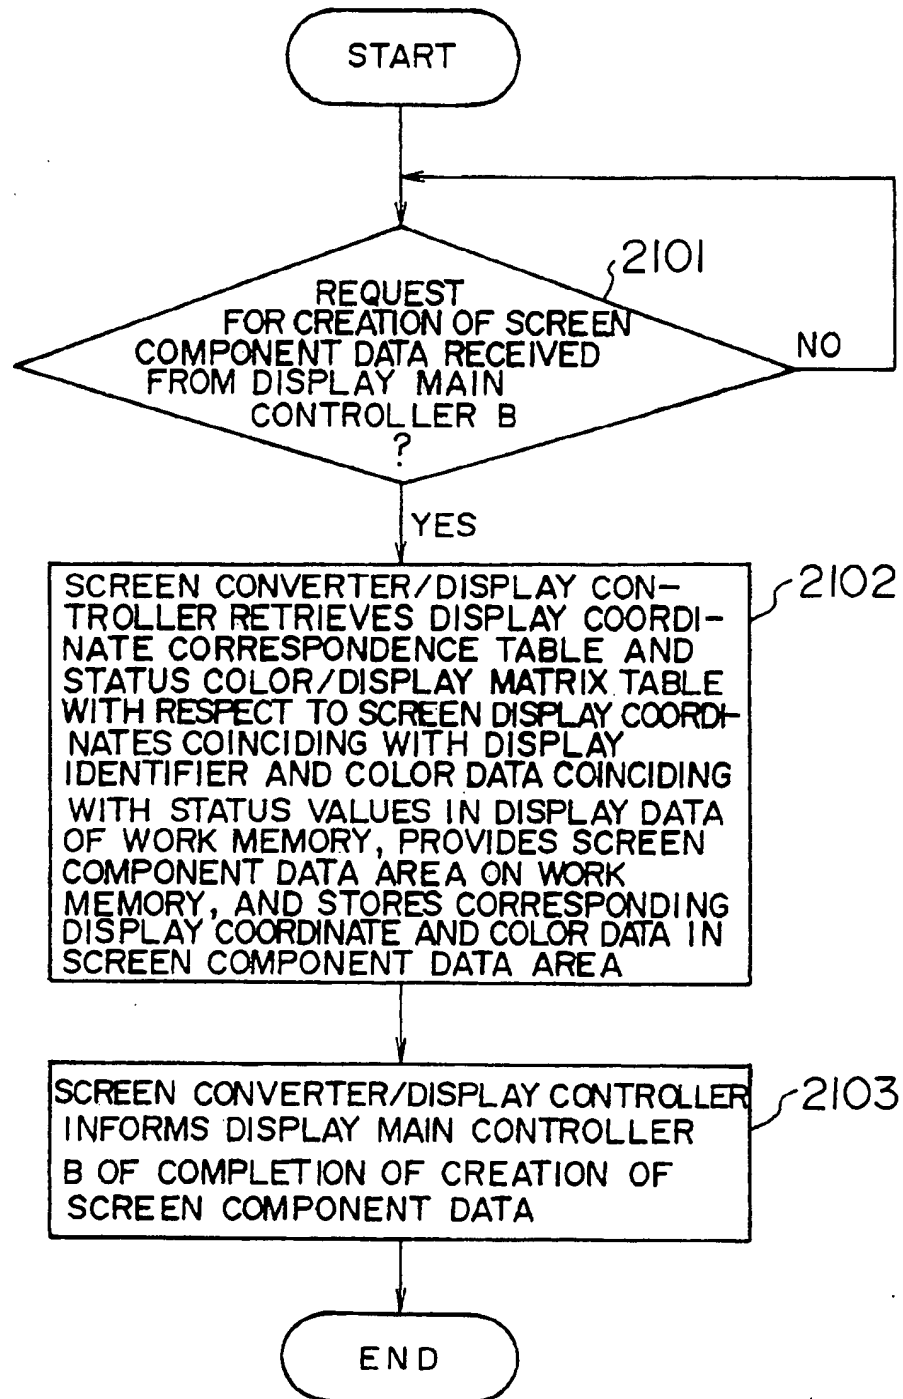 START
2101
REQUEST
FOR CREATION OF SCREEN
COMPONENT DATA RECEIVED
FROM DISPLAY MAIN
CONTROLLER B
?
NO
YES
2102
SCREEN CONVERTER/DISPLAY CON-
TROLLER RETRIEVES DISPLAY COORDI-
NATE CORRESPONDENCE TABLE AND
STATUS COLOR/DISPLAY MATRIX TABLE
WITH RESPECT TO SCREEN DISPLAY COORDI-
NATES COINCIDING WITH DISPLAY
IDENTIFIER AND COLOR DATA COINCIDING
WITH STATUS VALUES IN DISPLAY DATA
OF WORK MEMORY, PROVIDES SCREEN
COMPONENT DATA AREA ON WORK
MEMORY, AND STORES CORRESPONDING
DISPLAY COORDINATE AND COLOR DATA IN
SCREEN COMPONENT DATA AREA
2103
SCREEN CONVERTER/DISPLAY CONTROLLER
INFORMS DISPLAY MAIN CONTROLLER
B OF COMPLETION OF CREATION OF
SCREEN COMPONENT DATA
END